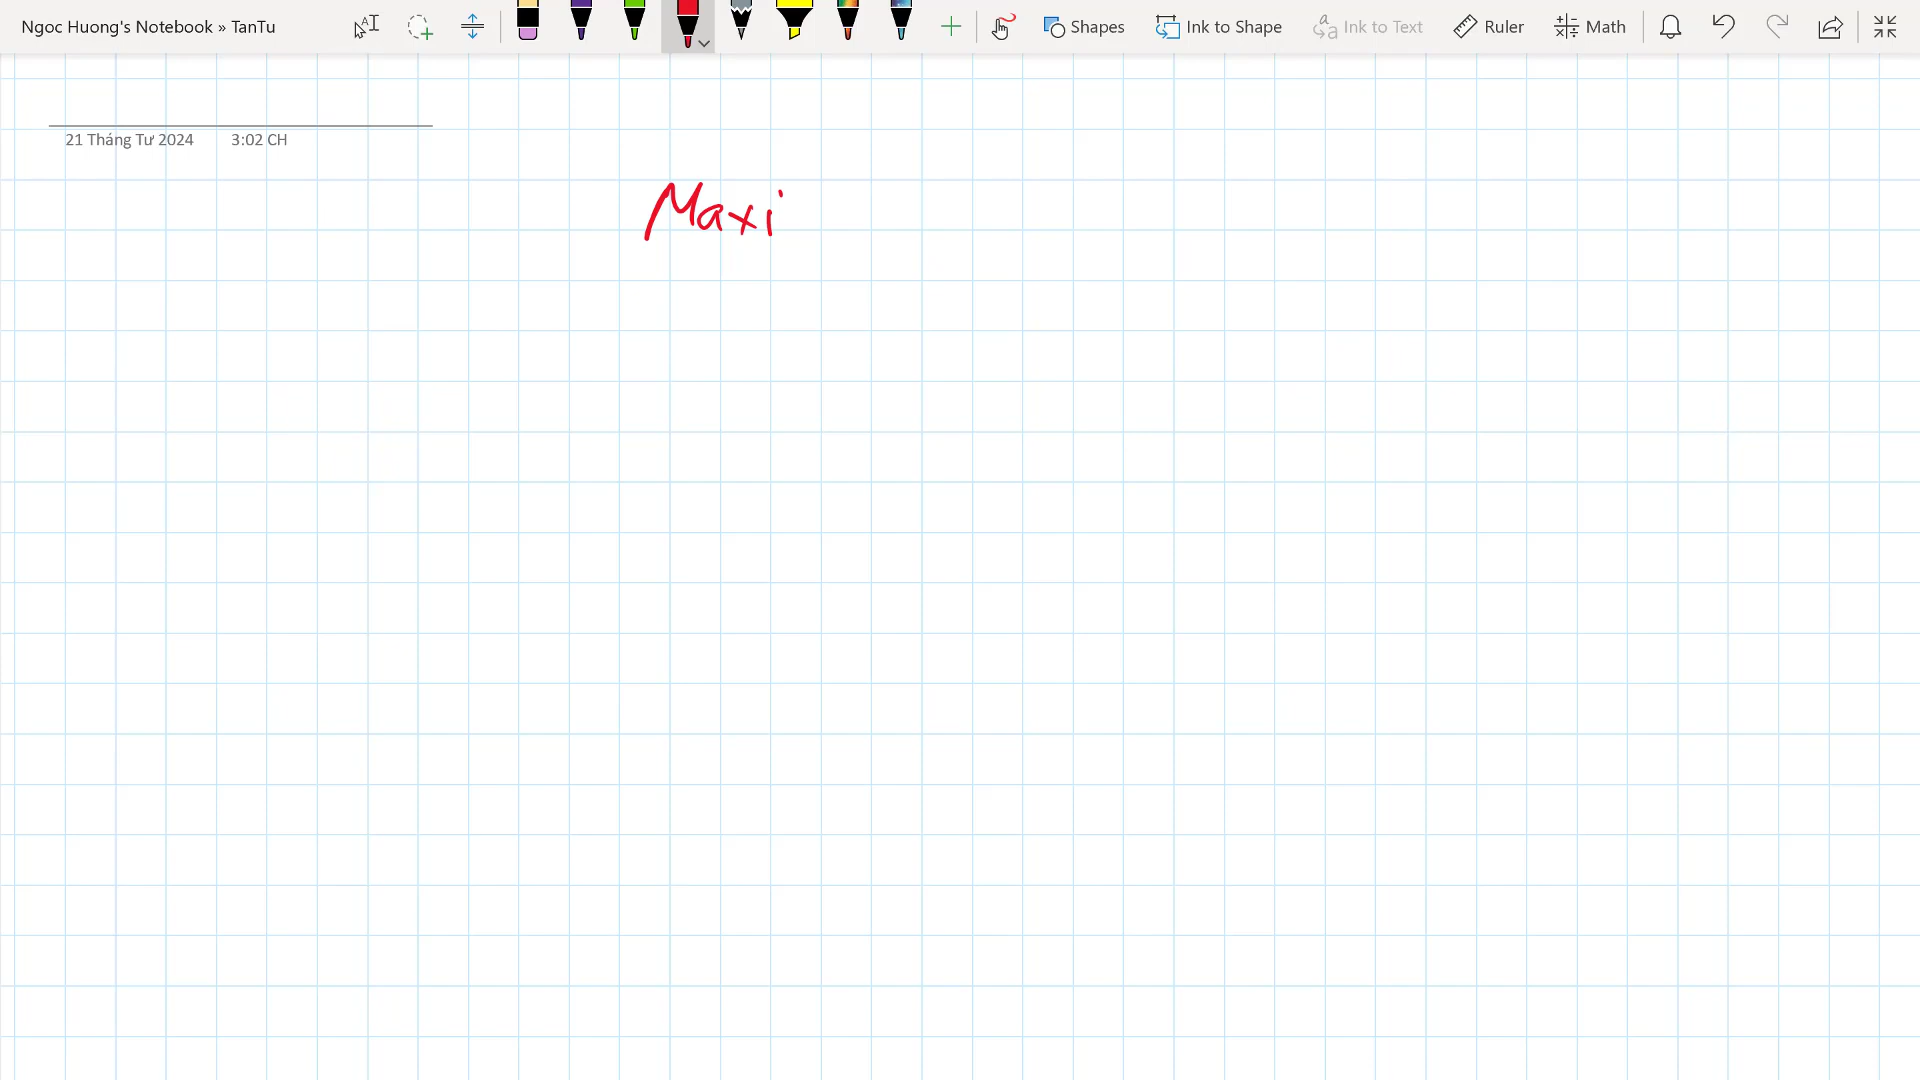 Ngoc Huong's Notebook » TanTu
Shapes
Ink to Shape
Ink to Text
Ruler
Math
21 Tháng Tư 2024 3:02 CH
Maxi